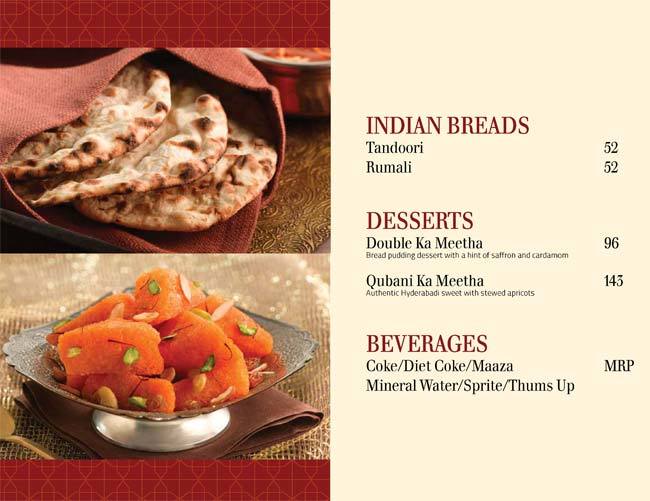 INDIAN BREADS
Tandoori 52
Rumali 52
DESSERTS
Double Ka Meetha 96
Bread pudding dessert with a hint of saffron and cardamom
Qubani Ka Meetha 143
Authentic Hyderabadi sweet with stewed apricots
BEVERAGES
Coke/Diet Coke/Maaza MRP
Mineral Water/Sprite/Thums Up